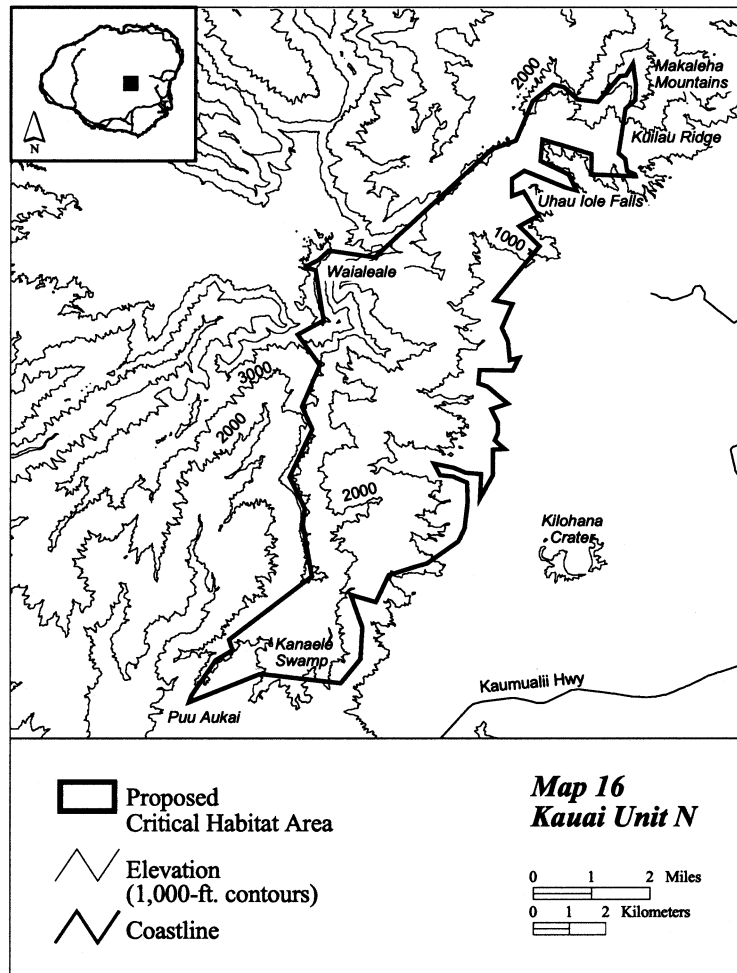 N
2000
Makaleha
Mountains
Kuilau Ridge
Uhau Iole Falls
1000
Waialeale
3000
2000
2000
Kilohana
Crater
Kanaele
Swamp
Kaumualii Hwy
Puu Aukai
Proposed
Critical Habitat Area
Elevation
(1,000-ft. contours)
Coastline
Map 16
Kauai Unit N
0 1 2 Miles
0 1 2 Kilometers